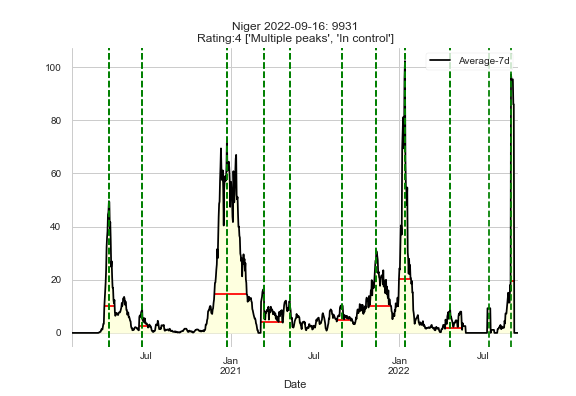 Niger 2022-09-16: 9931
Rating:4 ['Multiple peaks', 'In control']
Average-7d
100
80
60
40
20
0
Jul
Jan
2021
Jul
Jan
2022
Jul
Date